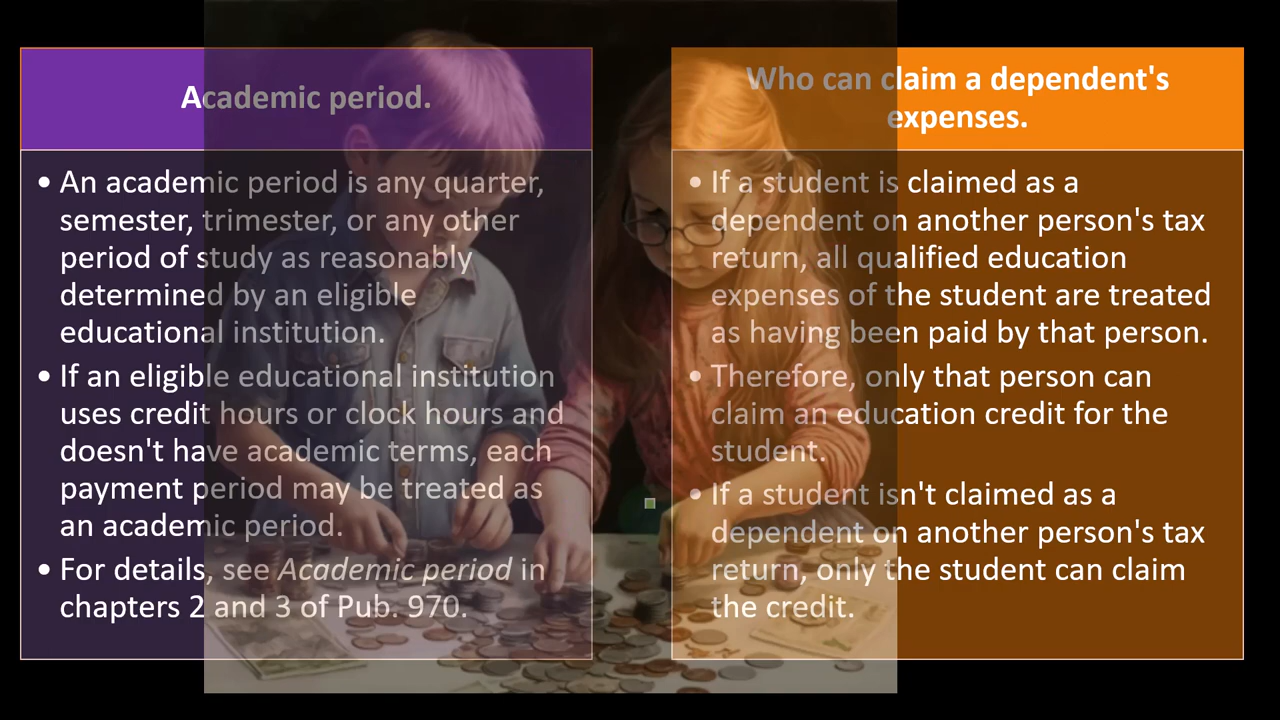 Academic period.
• An academic period is any quarter,
semester, trimester, or any other
period of study as reasonably
determined by an eligible
educational institution.
• If an eligible educational institution
uses credit hours or clock hours and
doesn't have academic terms, each
payment period may be treated as
an academic period.
• For details, see Academic period in
chapters 2 and 3 of Pub. 970.
Who can claim a dependent's
expenses.
• If a student is claimed as a
dependent on another person's tax
return, all qualified education
expenses of the student are treated
as having been paid by that person.
• Therefore, only that person can
claim an education credit for the
student.
• If a student isn't claimed as a
dependent on another person's tax
return, only the student can claim
the credit.